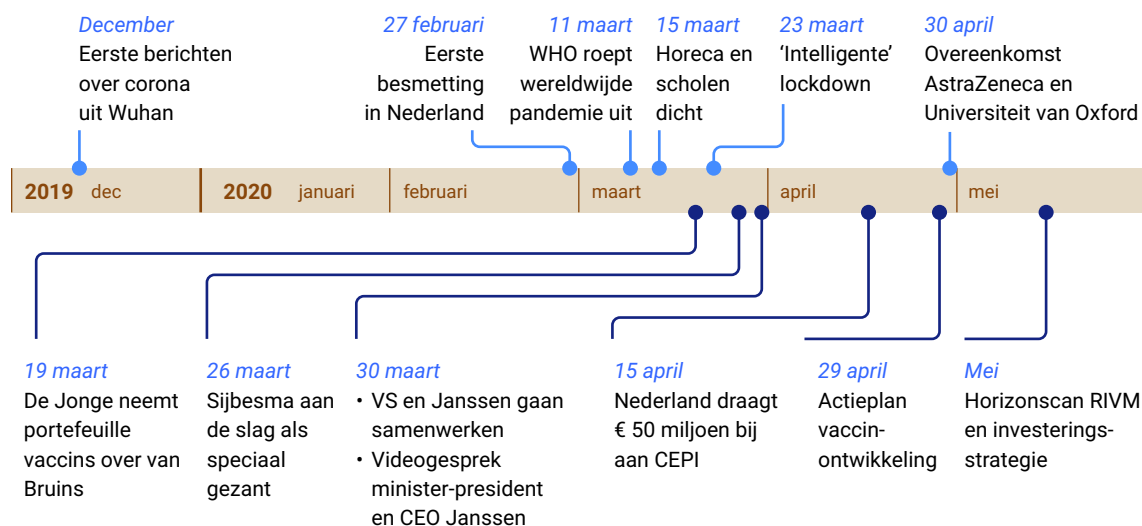 December
Eerste berichten
over corona
uit Wuhan
27 februari
Eerste
besmetting
in Nederland
11 maart
WHO roept
wereldwijde
pandemie uit
15 maart
Horeca en
scholen
dicht
23 maart
‘Intelligente’
lockdown
30 april
Overeenkomst
AstraZeneca en
Universiteit van Oxford
2019 dec
2020 januari
februari
maart
april
mei
19 maart
De Jonge neemt
portefeuille
vaccins over van
Bruins
26 maart
Sijbesma aan
de slag als
speciaal
gezant
30 maart
• VS en Janssen gaan
samenwerken
• Videogesprek
minister-president
en CEO Janssen
15 april
Nederland draagt
€ 50 miljoen bij
aan CEPI
29 april
Actieplan
vaccin-
ontwikkeling
Mei
Horizonscan RIVM
en investerings-
strategie